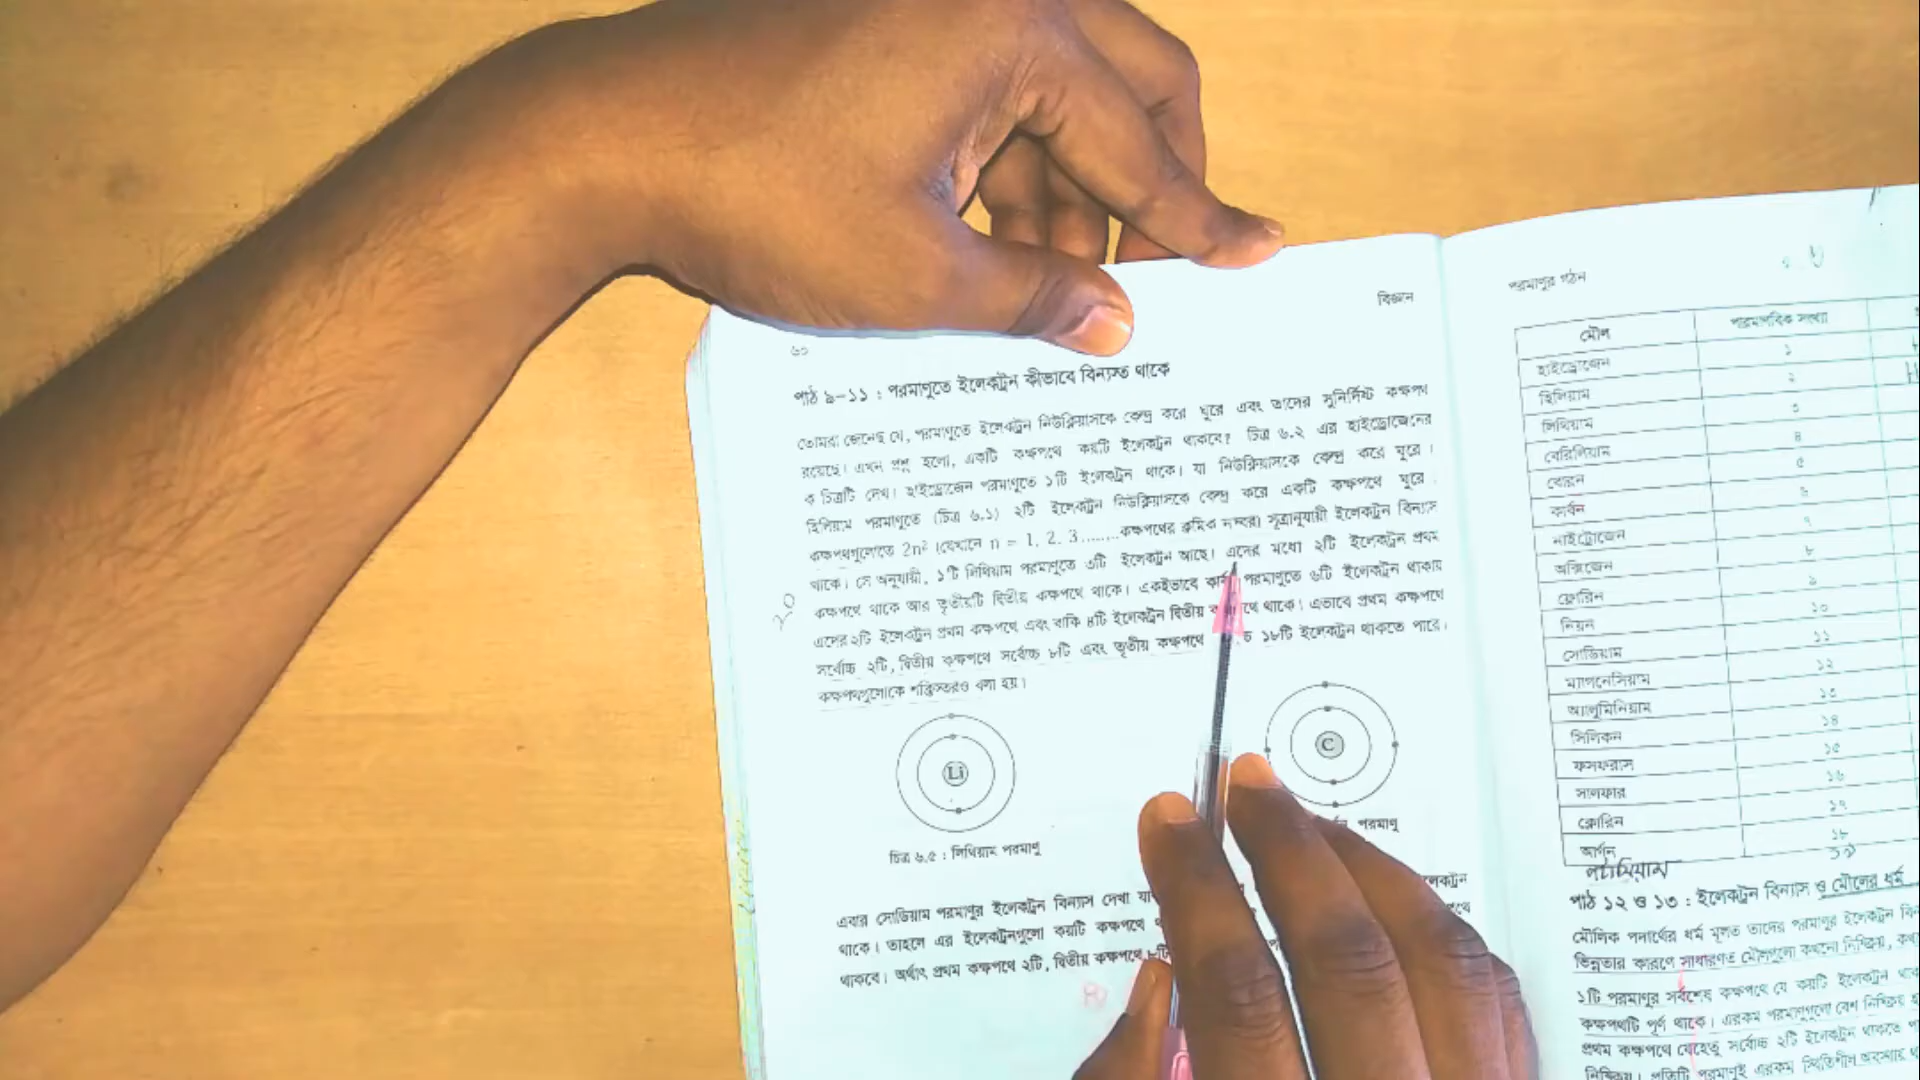 ৬০
বিজ্ঞান
পাঠ ৯-১১ : পরমাণুতে ইলেকট্রন কীভাবে বিন্যস্ত থাকে
তোমরা জেনেছ যে, পরমাণুতে ইলেকট্রন নিউক্লিয়াসকে কেন্দ্র করে ঘুরে এবং তাদের সুনির্দিষ্ট কক্ষপথ
রয়েছে। এখন প্রশ্ন হলো, একটি কক্ষপথে কয়টি ইলেকট্রন থাকবে? চিত্র ৬.২ এর হাইড্রোজেনের
ক চিত্রটি দেখ। হাইড্রোজেন পরমাণুতে ১টি ইলেকট্রন থাকে। যা নিউক্লিয়াসকে কেন্দ্র করে ঘুরে।
হিলিয়াম পরমাণুতে (চিত্র ৬.১) ২টি ইলেকট্রন নিউক্লিয়াসকে কেন্দ্র করে একটি কক্ষপথে ঘুরে।
কক্ষপথগুলোতে 2n² (যেখানে n = 1, 2, 3........কক্ষপথের ক্রমিক নম্বর) সূত্রানুযায়ী ইলেকট্রন বিন্যাস
থাকে। সে অনুযায়ী, ১টি লিথিয়াম পরমাণুতে ৩টি ইলেকট্রন আছে। এদের মধ্যে ২টি ইলেকট্রন প্রথম
কক্ষপথে থাকে আর তৃতীয়টি দ্বিতীয় কক্ষপথে থাকে। একইভাবে পরমাণুতে ৬টি ইলেকট্রন থাকায়
এদের ২টি ইলেকট্রন প্রথম কক্ষপথে এবং বাকি ৪টি ইলেকট্রন দ্বিতীয় থাকে। এভাবে প্রথম কক্ষপথে
সর্বোচ্চ ২টি, দ্বিতীয় কক্ষপথে সর্বোচ্চ ৮টি এবং তৃতীয় কক্ষপথে ১৮টি ইলেকট্রন থাকতে পারে।
কক্ষপথগুলোকে শক্তিস্তরও বলা হয়।
Li
C
চিত্র ৬.৫ : লিথিয়াম পরমাণু
পরমাণু
এবার সোডিয়াম পরমাণুর ইলেকট্রন বিন্যাস দেখা
থাকে। তাহলে এর ইলেকট্রনগুলো কয়টি কক্ষপথে
থাকবে। অর্থাৎ প্রথম কক্ষপথে ২টি, দ্বিতীয় কক্ষপথে ৮টি
পরমাণুর গঠন
মৌল পারমাণবিক সংখ্যা
হাইড্রোজেন ১
হিলিয়াম ২
লিথিয়াম ৩
বেরিলিয়াম ৪
বোরন ৫
কার্বন ৬
নাইট্রোজেন ৭
অক্সিজেন ৮
ফ্লোরিন ৯
নিয়ন ১০
সোডিয়াম ১১
ম্যাগনেসিয়াম ১২
অ্যালুমিনিয়াম ১৩
সিলিকন ১৪
ফসফরাস ১৫
সালফার ১৬
ক্লোরিন ১৭
আর্গন ১৮
পটাসিয়াম ১৯
পাঠ ১২ ও ১৩ : ইলেকট্রন বিন্যাস ও মৌলের ধর্ম
মৌলিক পদার্থের ধর্ম মূলত তাদের পরমাণুর ইলেকট্রন
ভিন্নতার কারণে সাধারণত মৌলগুলো কখনো নিষ্ক্রিয়,
১টি পরমাণুর সর্বশেষ কক্ষপথে যে কয়টি ইলেকট্রন
কক্ষপথটি পূর্ণ থাকে। এরকম পরমাণুগুলো বেশ নিষ্ক্রিয়
প্রথম কক্ষপথে যেহেতু সর্বোচ্চ ২টি ইলেকট্রন থাকতে
নিষ্ক্রিয়। প্রতিটি পরমাণুই এরকম স্থিতিশীল অবস্থায়